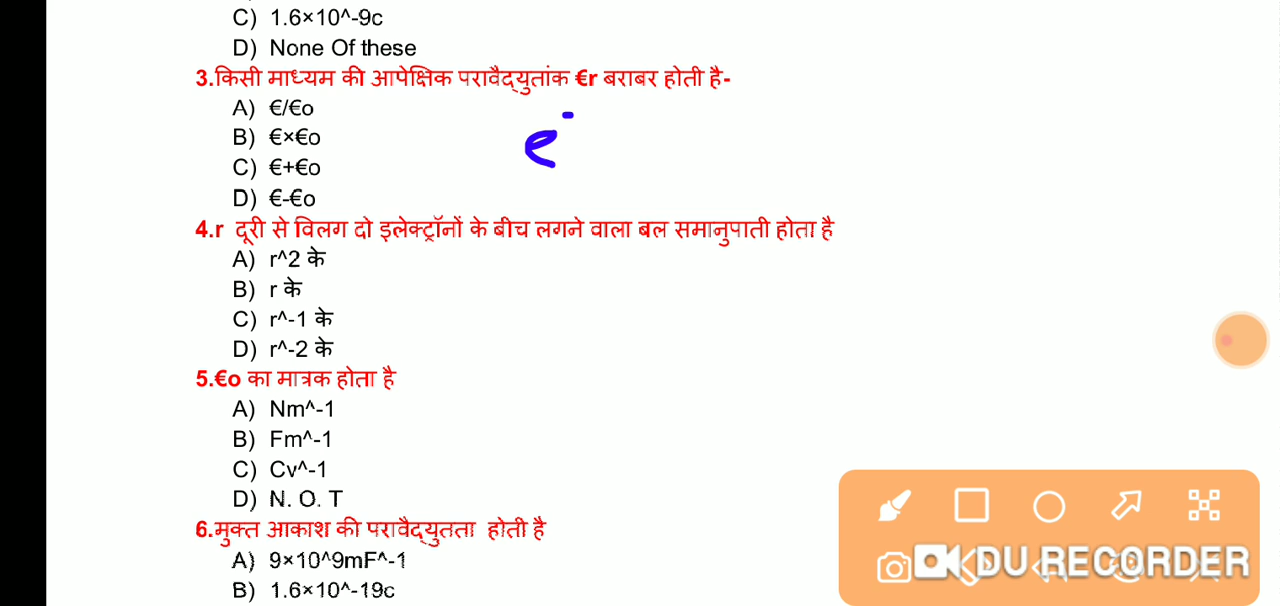 C) 1.6×10^-9c
D) None Of these
3.किसी माध्यम की आपेक्षिक परावैद्युतांक €r बराबर होती है-
A) €/€o
B) €×€o
C) €+€o
D) €-€o
e-
4.r दूरी से विलग दो इलेक्ट्रॉनों के बीच लगने वाला बल समानुपाती होता है
A) r^2 के
B) r के
C) r^-1 के
D) r^-2 के
5.€o का मात्रक होता है
A) Nm^-1
B) Fm^-1
C) Cv^-1
D) N. O. T
6.मुक्त आकाश की परावैद्युतता होती है
A) 9×10^9mF^-1
B) 1.6×10^-19c
DU RECORDER